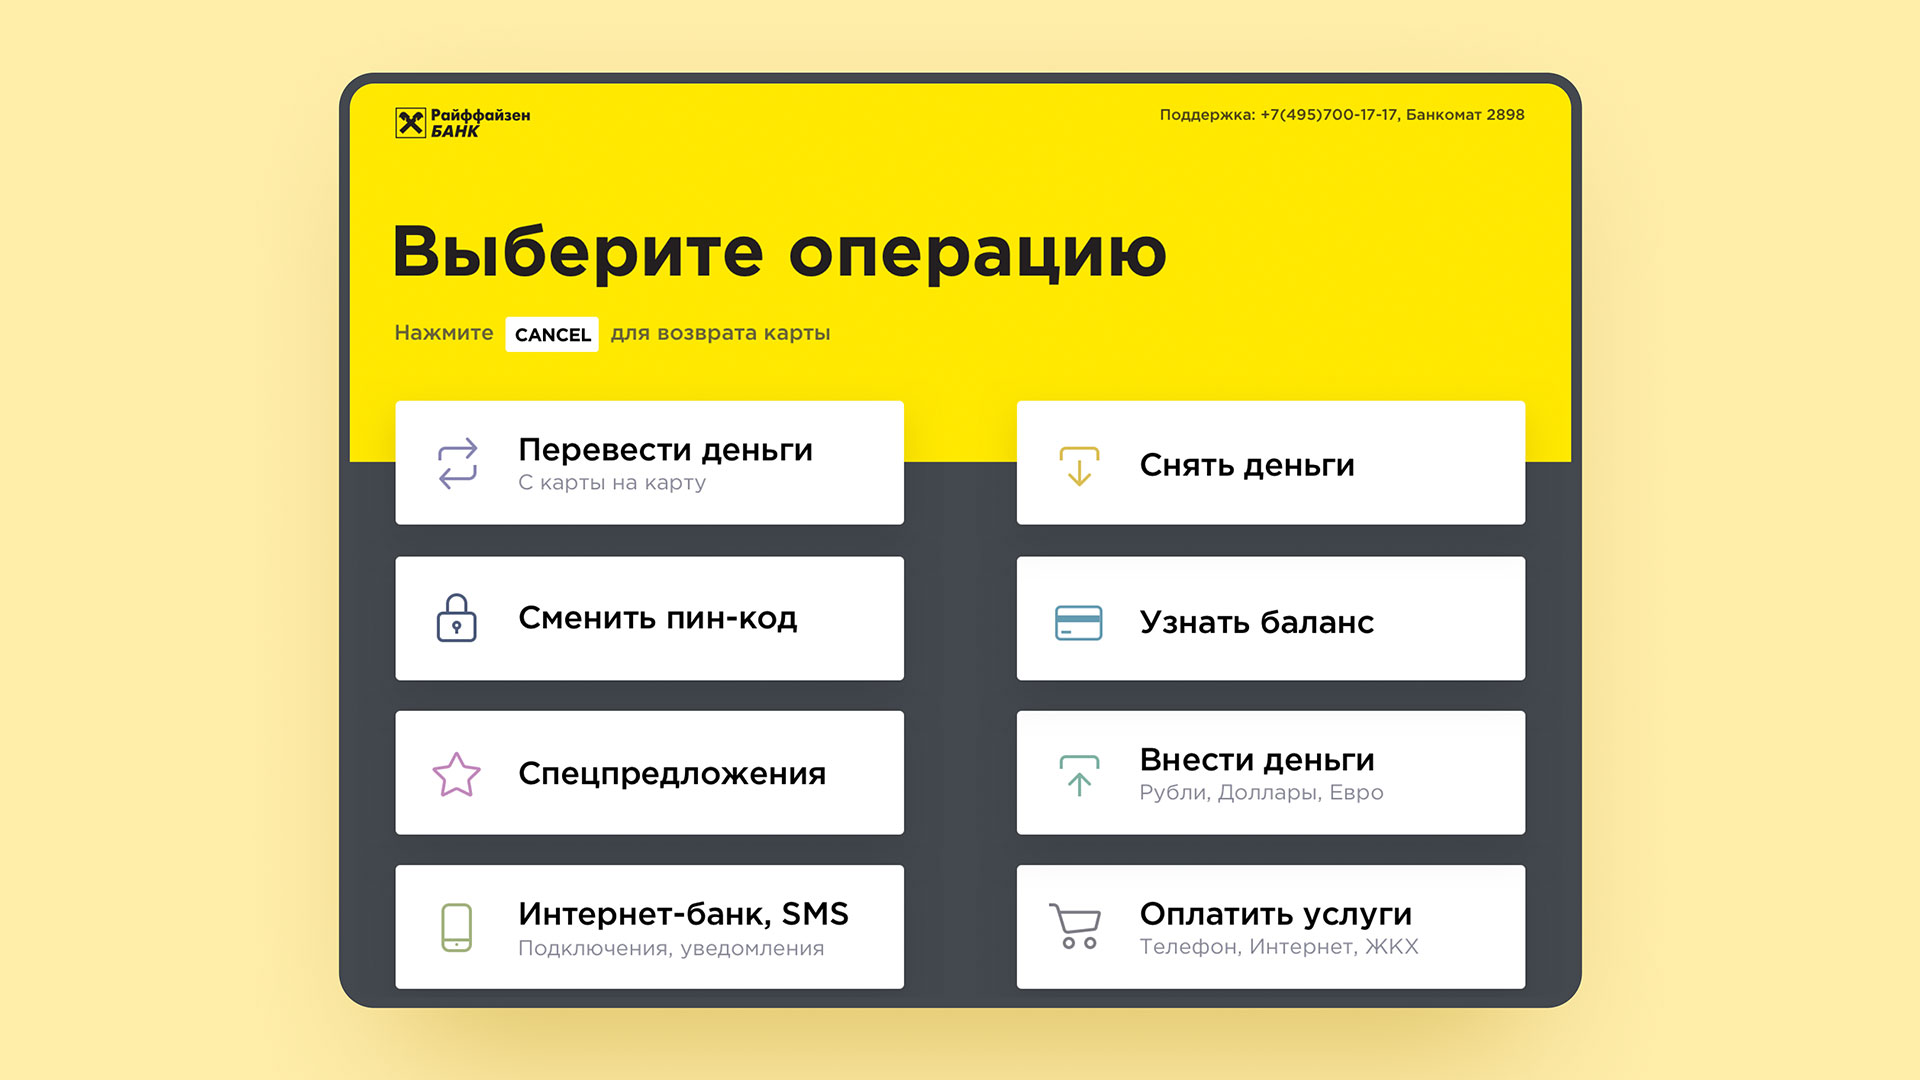 Райффайзен
БАНК
Поддержка: +7(495)700-17-17, Банкомат 2898
Выберите операцию
Нажмите CANCEL для возврата карты
Перевести деньги
С карты на карту
Снять деньги
Сменить пин-код
Узнать баланс
Спецпредложения
Внести деньги
Рубли, Доллары, Евро
Интернет-банк, SMS
Подключения, уведомления
Оплатить услуги
Телефон, Интернет, ЖКХ